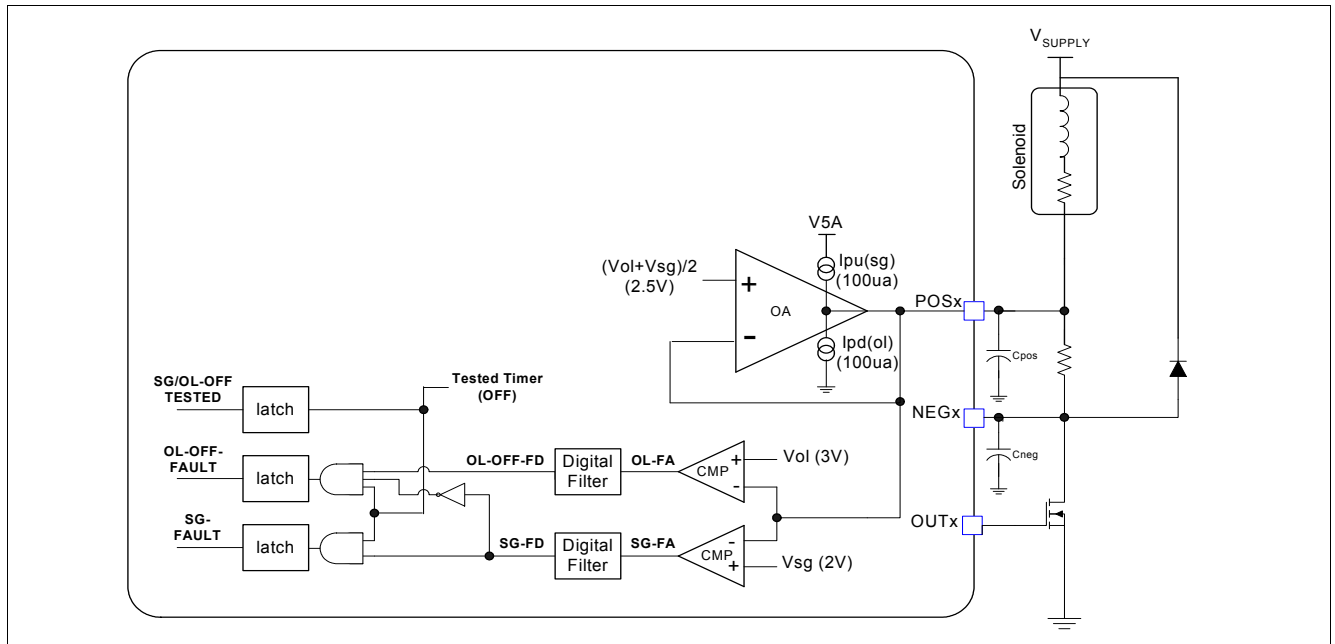 V SUPPLY
Solenoid
V5A
Ipu(sg)
(100ua)
(Vol+Vsg)/2
(2.5V)
+
OA
-
Ipd(ol)
(100ua)
POSx
Cpos
NEGx
Cneg
OUTx
SG/OL-OFF
TESTED
latch
Tested Timer
(OFF)
OL-OFF-
FAULT
latch
OL-OFF-FD
Digital
Filter
OL-FA
CMP
+
-
Vol (3V)
SG-
FAULT
latch
SG-FD
Digital
Filter
SG-FA
CMP
-
+
Vsg (2V)